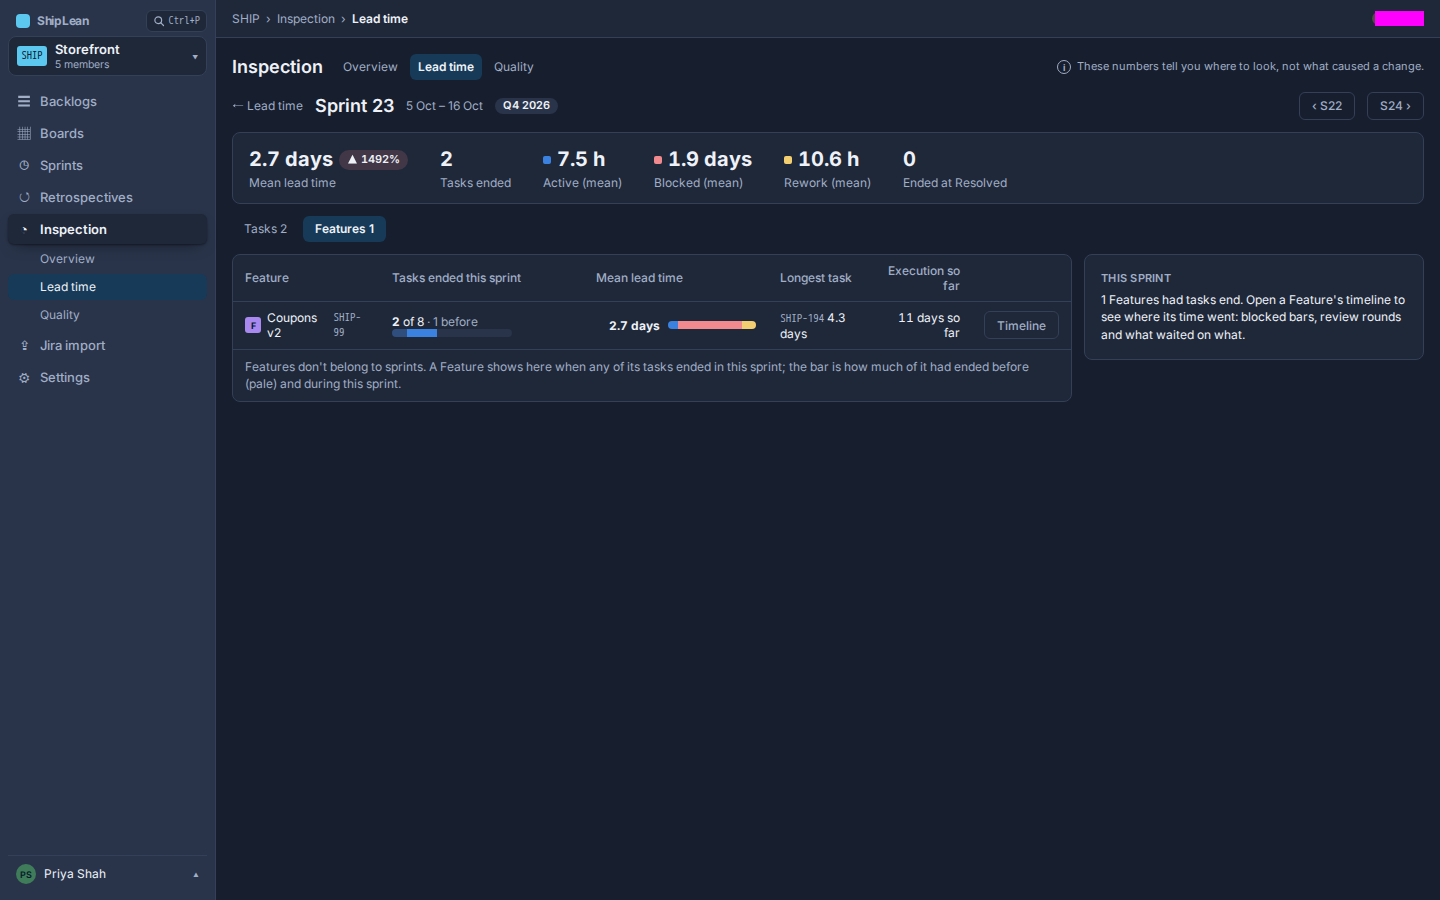 ShipLean
Ctrl+P
SHIP
Storefront
5 members
Backlogs
Boards
Sprints
Retrospectives
Inspection
Overview
Lead time
Quality
Jira import
Settings
PS
Priya Shah
SHIP › Inspection › Lead time
Inspection Overview Lead time Quality
These numbers tell you where to look, not what caused a change.
← Lead time Sprint 23 5 Oct – 16 Oct Q4 2026
‹ S22 S24 ›
2.7 days ▲ 1492%
Mean lead time
2
Tasks ended
7.5 h
Active (mean)
1.9 days
Blocked (mean)
10.6 h
Rework (mean)
0
Ended at Resolved
Tasks 2 Features 1
Feature Tasks ended this sprint Mean lead time Longest task
Execution so
far
F
Coupons
v2
SHIP-
99
2 of 8 · 1 before
2.7 days
SHIP-194 4.3
days
11 days so
far
Timeline
Features don't belong to sprints. A Feature shows here when any of its tasks ended in this sprint; the bar is how much of it had ended before
(pale) and during this sprint.
THIS SPRINT
1 Features had tasks end. Open a Feature's timeline to
see where its time went: blocked bars, review rounds
and what waited on what.